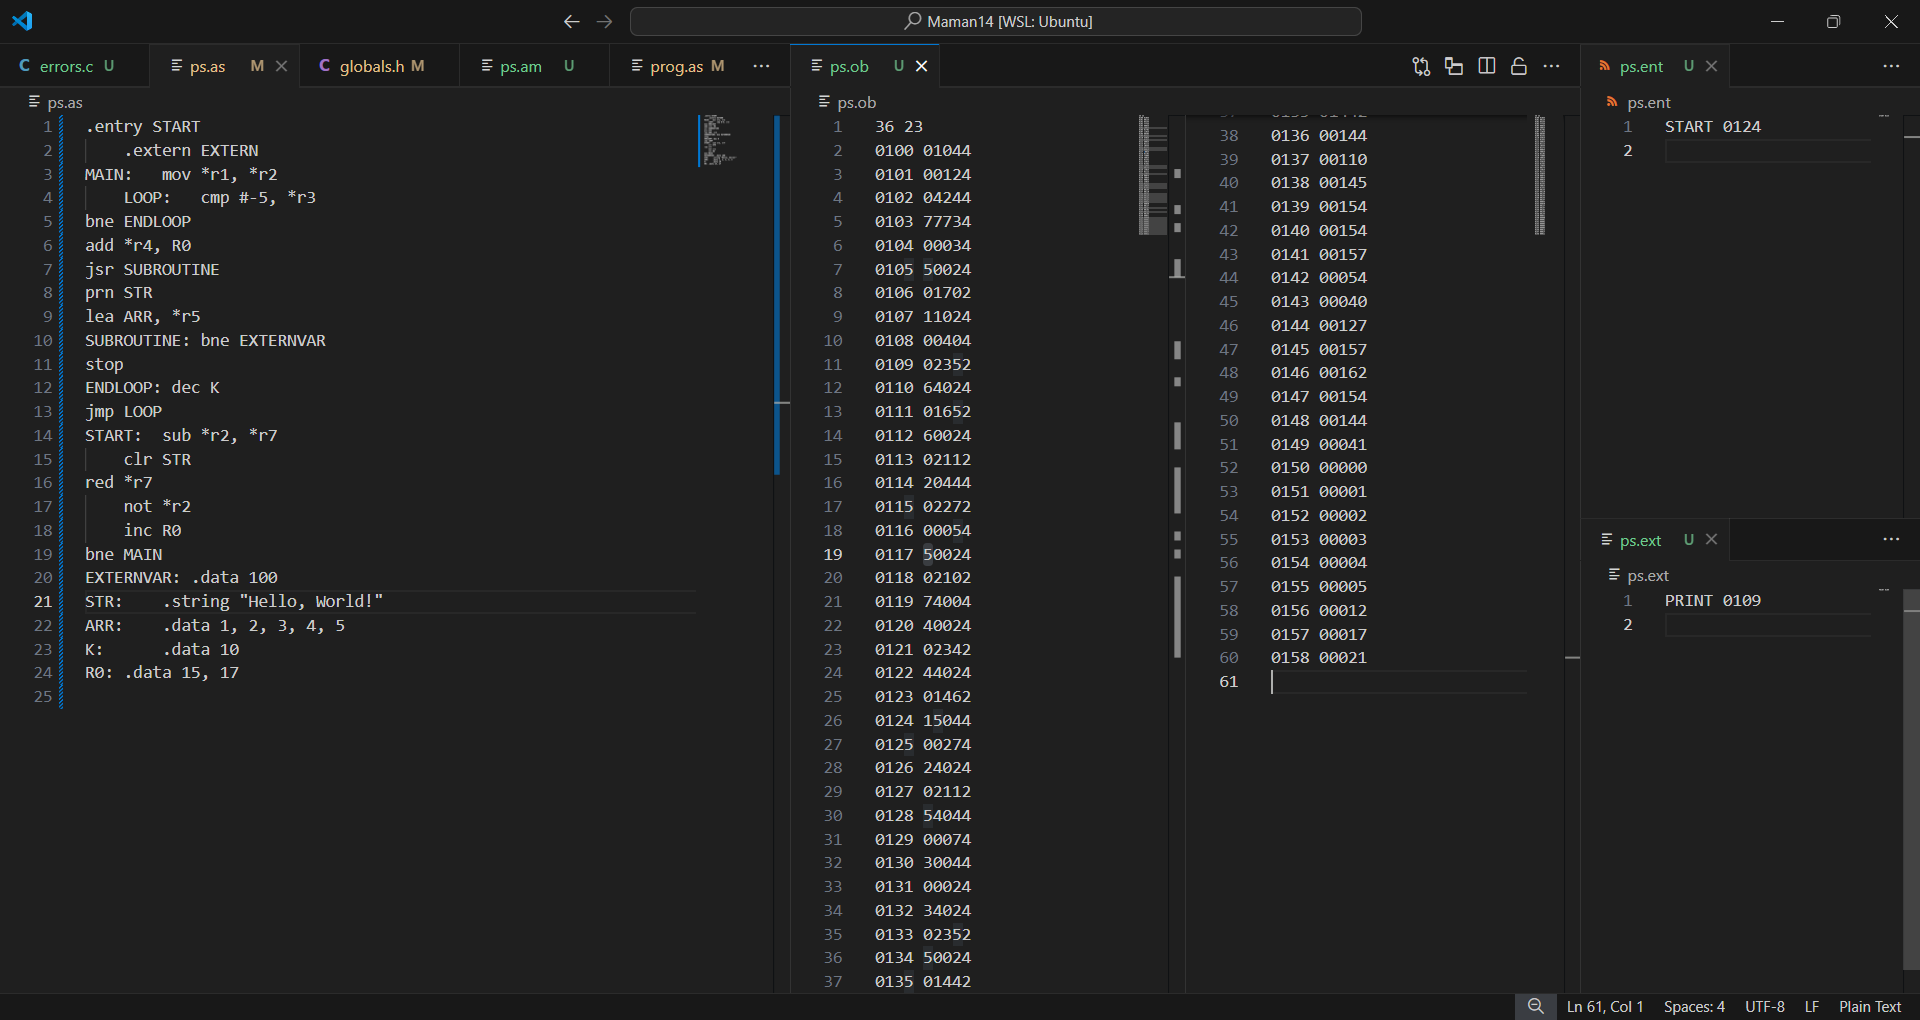 Maman14 [WSL: Ubuntu]
C errors.c U
ps.as M
C globals.h M
ps.am U
prog.as M
ps.as
1 .entry START
2 .extern EXTERN
3 MAIN: mov *r1, *r2
4 LOOP: cmp #-5, *r3
5 bne ENDLOOP
6 add *r4, R0
7 jsr SUBROUTINE
8 prn STR
9 lea ARR, *r5
10 SUBROUTINE: bne EXTERNVAR
11 stop
12 ENDLOOP: dec K
13 jmp LOOP
14 START: sub *r2, *r7
15 clr STR
16 red *r7
17 not *r2
18 inc R0
19 bne MAIN
20 EXTERNVAR: .data 100
21 STR: .string "Hello, World!"
22 ARR: .data 1, 2, 3, 4, 5
23 K: .data 10
24 R0: .data 15, 17
25
ps.ob U
ps.ob
1 36 23
2 0100 01044
3 0101 00124
4 0102 04244
5 0103 77734
6 0104 00034
7 0105 50024
8 0106 01702
9 0107 11024
10 0108 00404
11 0109 02352
12 0110 64024
13 0111 01652
14 0112 60024
15 0113 02112
16 0114 20444
17 0115 02272
18 0116 00054
19 0117 50024
20 0118 02102
21 0119 74004
22 0120 40024
23 0121 02342
24 0122 44024
25 0123 01462
26 0124 15044
27 0125 00274
28 0126 24024
29 0127 02112
30 0128 54044
31 0129 00074
32 0130 30044
33 0131 00024
34 0132 34024
35 0133 02352
36 0134 50024
37 0135 01442
38 0136 00144
39 0137 00110
40 0138 00145
41 0139 00154
42 0140 00154
43 0141 00157
44 0142 00054
45 0143 00040
46 0144 00127
47 0145 00157
48 0146 00162
49 0147 00154
50 0148 00144
51 0149 00041
52 0150 00000
53 0151 00001
54 0152 00002
55 0153 00003
56 0154 00004
57 0155 00005
58 0156 00012
59 0157 00017
60 0158 00021
61
ps.ent U
ps.ent
1 START 0124
2
ps.ext U
ps.ext
1 PRINT 0109
2
Ln 61, Col 1
Spaces: 4
UTF-8
LF
Plain Text